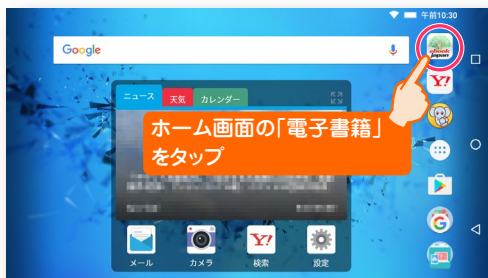 午前10:30
Google
ebook
japan
Y!
ニュース 天気 カレンダー
ホーム画面の「電子書籍」
をタップ
Y!
G
メール カメラ 検索 設定